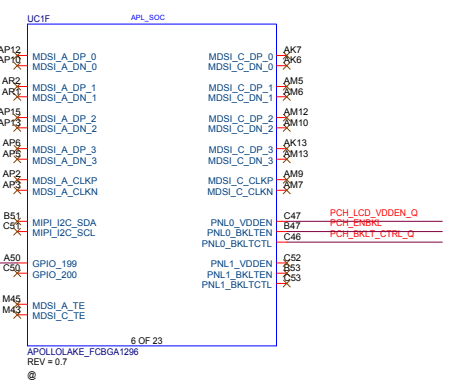 UC1F APL_SOC
AP12 MDSI_A_DP_0 MDSI_C_DP_0 AK7
AP10 MDSI_A_DN_0 MDSI_C_DN_0 AK6
AR2 MDSI_A_DP_1 MDSI_C_DP_1 AM5
AR1 MDSI_A_DN_1 MDSI_C_DN_1 AM6
AP15 MDSI_A_DP_2 MDSI_C_DP_2 AM12
AP13 MDSI_A_DN_2 MDSI_C_DN_2 AM10
AP6 MDSI_A_DP_3 MDSI_C_DP_3 AK13
AP5 MDSI_A_DN_3 MDSI_C_DN_3 AM13
AP2 MDSI_A_CLKP MDSI_C_CLKP AM9
AP3 MDSI_A_CLKN MDSI_C_CLKN AM7
B51 MIPI_I2C_SDA PNL0_VDDEN C47 PCH_LCD_VDDEN_Q
C51 MIPI_I2C_SCL PNL0_BKLTEN B47 PCH_ENBKL
PNL0_BKLTCTL C46 PCH_BKLT_CTRL_Q
A50 GPIO_199 PNL1_VDDEN C52
C50 GPIO_200 PNL1_BKLTEN B53
PNL1_BKLTCTL C53
M45 MDSI_A_TE
M43 MDSI_C_TE
6 OF 23
APOLLOLAKE_FCBGA1296
REV = 0.7
@